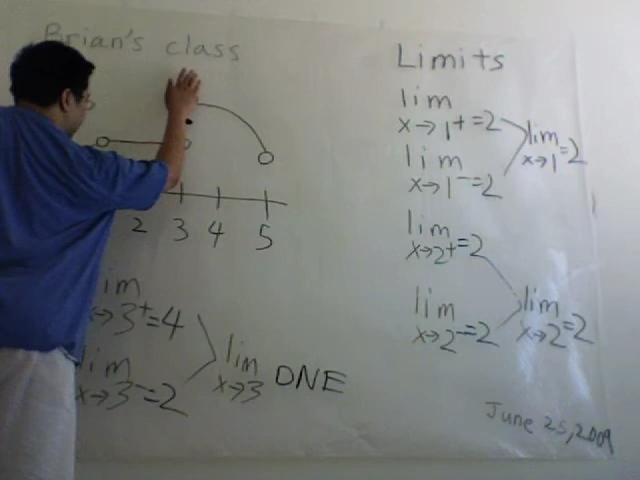 Brian's class
2 3 4 5
lim
x→3⁺=4
lim
x→3⁻=2
lim
x→3 DNE
Limits
lim
x→1⁺=2
lim
x→1⁻=2
lim
x→1=2
lim
x→2⁺=2
lim
x→2⁻=2
lim
x→2=2
June 25, 2009